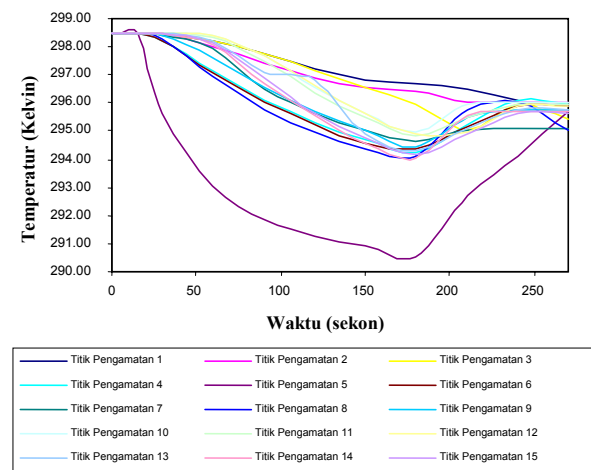 299.00
298.00
297.00
296.00
295.00
294.00
293.00
292.00
291.00
290.00
Temperatur (Kelvin)
0 50 100 150 200 250
Waktu (sekon)
Titik Pengamatan 1 Titik Pengamatan 2 Titik Pengamatan 3
Titik Pengamatan 4 Titik Pengamatan 5 Titik Pengamatan 6
Titik Pengamatan 7 Titik Pengamatan 8 Titik Pengamatan 9
Titik Pengamatan 10 Titik Pengamatan 11 Titik Pengamatan 12
Titik Pengamatan 13 Titik Pengamatan 14 Titik Pengamatan 15